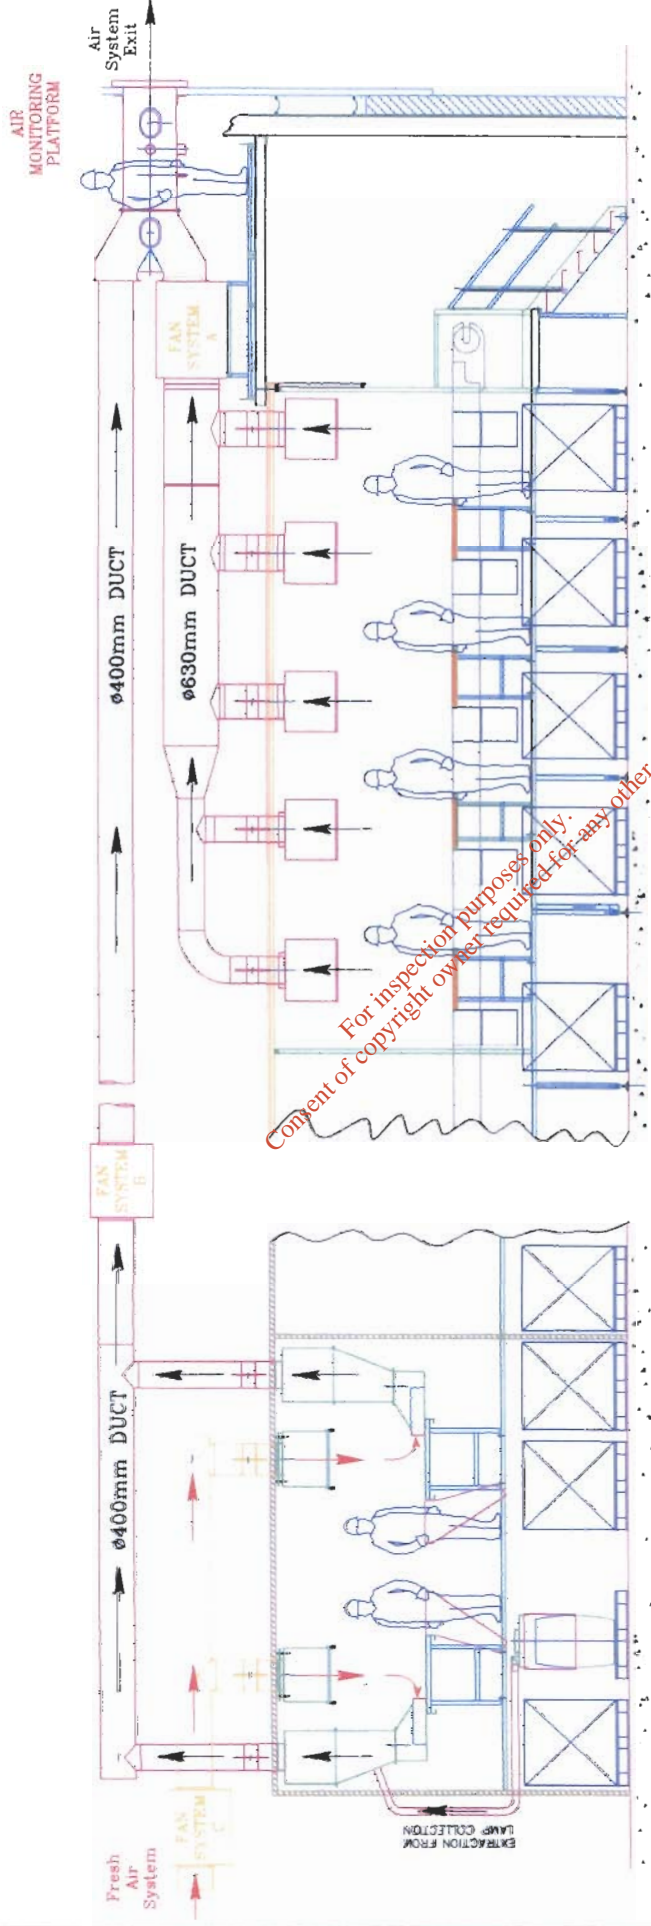 AIR
MONITORING
PLATFORM
Air
System
Exit
FAN
SYSTEM
A
ø400mm DUCT
ø630mm DUCT
FAN
SYSTEM
B
ø400mm DUCT
Fresh
Air
System
FAN
SYSTEM
C
EXTRACTION FROM
LAMP COLLECTION
For inspection purposes only.
Consent of copyright owner required for any other